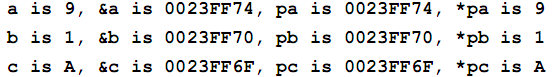 a is 9, &a is 0023FF74, pa is 0023FF74, *pa is 9
b is 1, &b is 0023FF70, pb is 0023FF70, *pb is 1
c is A, &c is 0023FF6F, pc is 0023FF6F, *pc is A